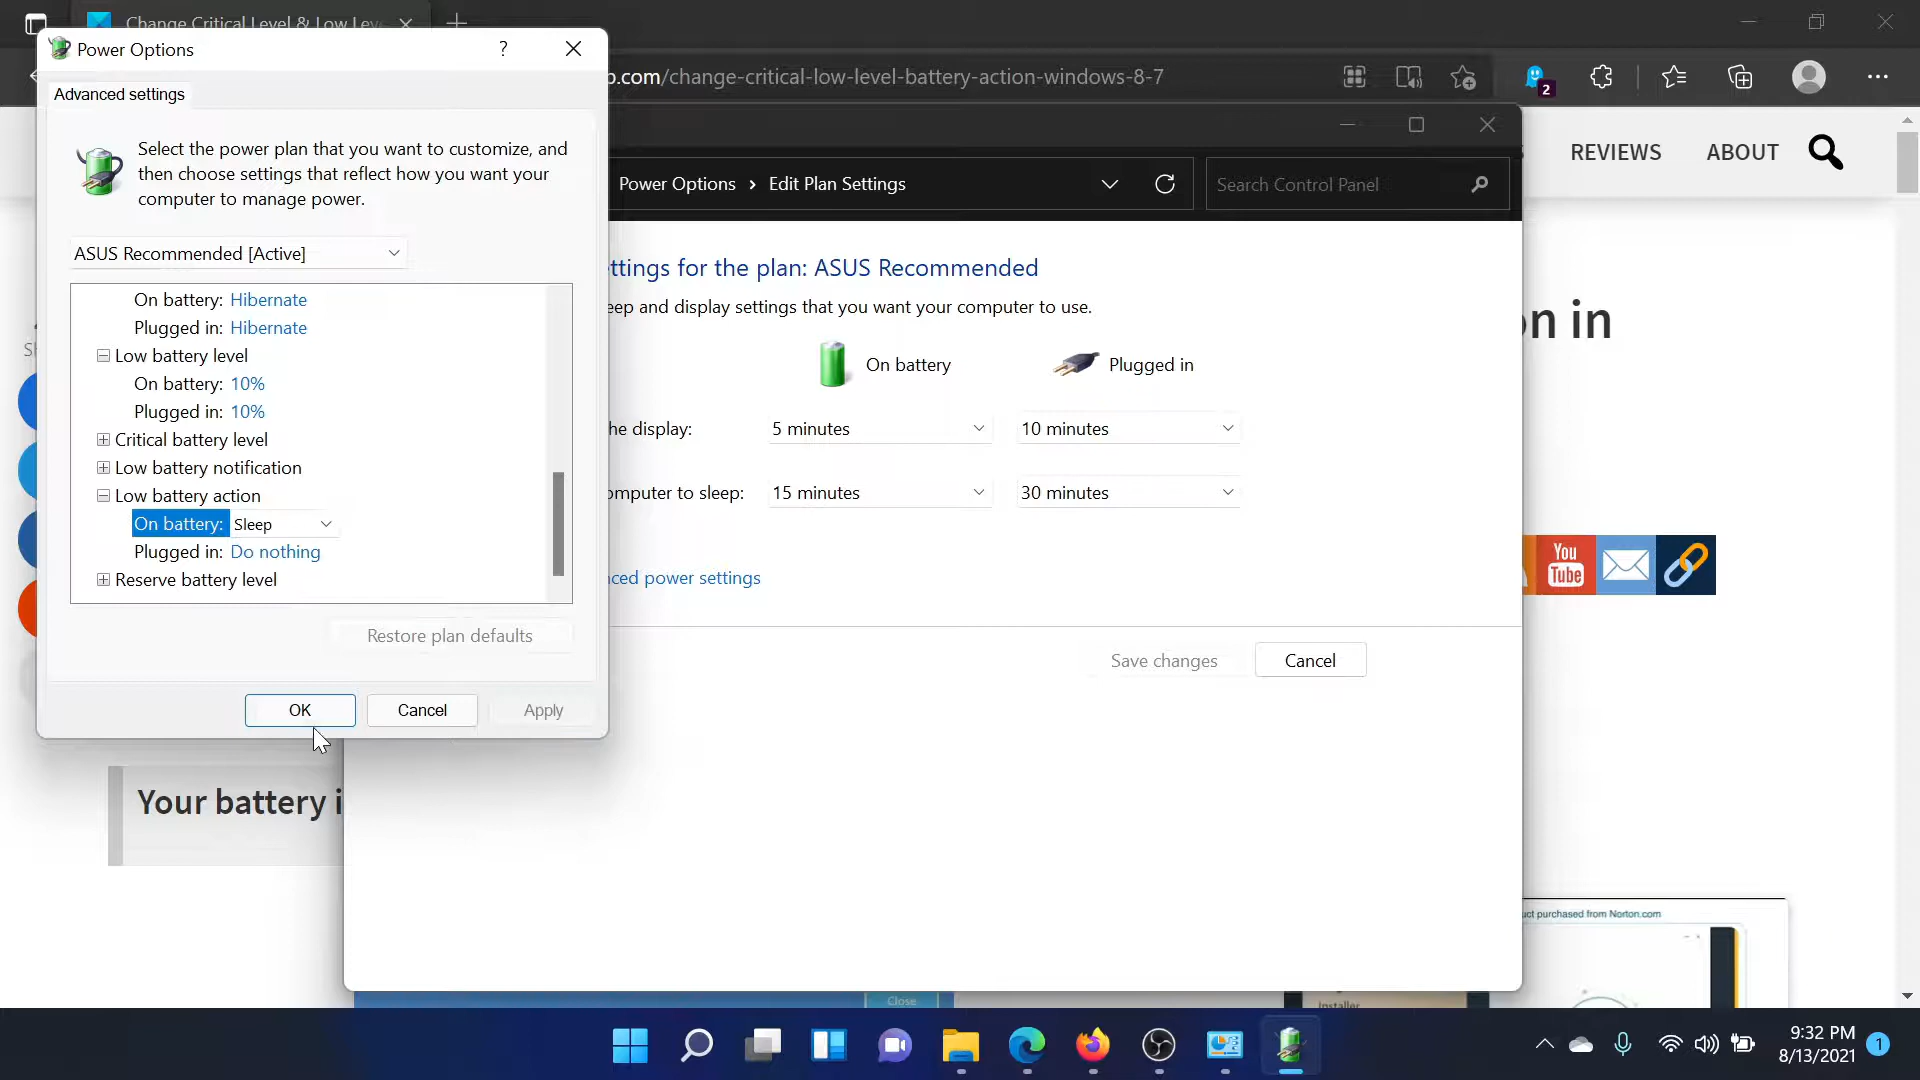 Change Critical Level & Low Lev
p.com/change-critical-low-level-battery-action-windows-8-7
2
Power Options
?
Advanced settings
Select the power plan that you want to customize, and
then choose settings that reflect how you want your
computer to manage power.
ASUS Recommended [Active]
On battery: Hibernate
Plugged in: Hibernate
Low battery level
On battery: 10%
Plugged in: 10%
Critical battery level
Low battery notification
Low battery action
On battery: Sleep
Plugged in: Do nothing
Reserve battery level
Restore plan defaults
OK
Cancel
Apply
Power Options > Edit Plan Settings
Search Control Panel
ttings for the plan: ASUS Recommended
eep and display settings that you want your computer to use.
On battery
Plugged in
he display:
5 minutes
10 minutes
omputer to sleep:
15 minutes
30 minutes
ced power settings
Save changes
Cancel
REVIEWS
ABOUT
on in
You
Tube
Your battery i
uct purchased from Norton.com
Installer
Close
9:32 PM
8/13/2021
1